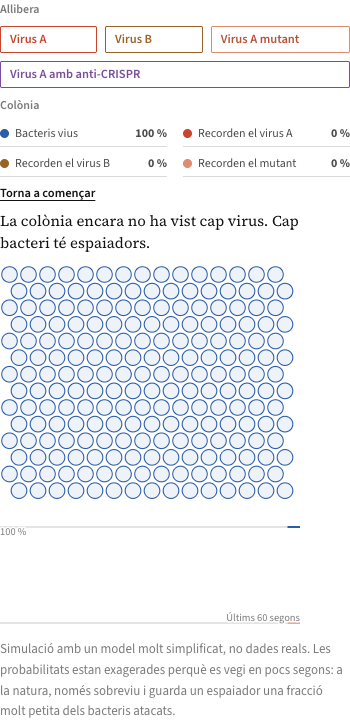 Allibera
Virus A
Virus B
Virus A mutant
Virus A amb anti-CRISPR
Colònia
Bacteris vius 100 %
Recorden el virus A 0 %
Recorden el virus B 0 %
Recorden el mutant 0 %
Torna a començar
La colònia encara no ha vist cap virus. Cap
bacteri té espaiadors.
100 %
Últims 60 segons
Simulació amb un model molt simplificat, no dades reals. Les
probabilitats estan exagerades perquè es vegi en pocs segons: a
la natura, només sobreviu i guarda un espaiador una fracció
molt petita dels bacteris atacats.